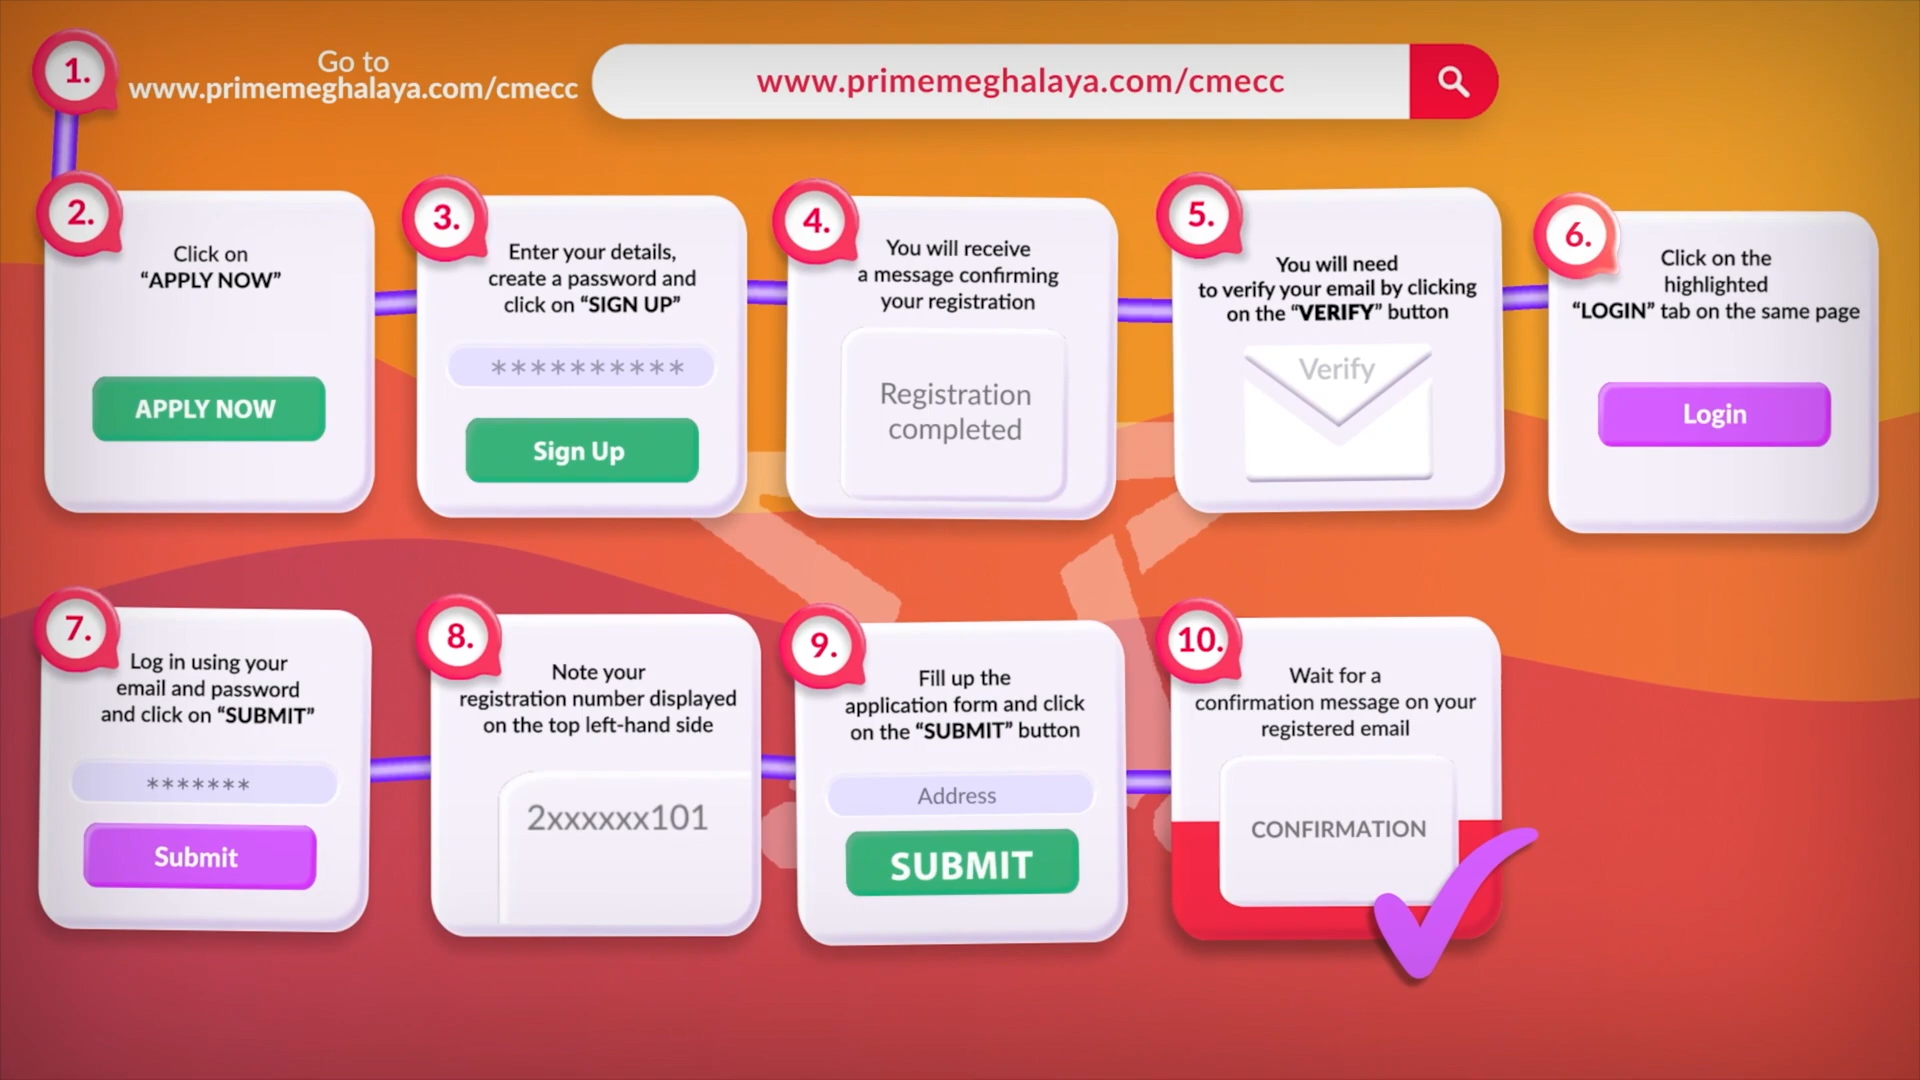 1.
Go to
www.primemeghalaya.com/cmecc
www.primemeghalaya.com/cmecc
2.
Click on
“APPLY NOW”
APPLY NOW
3.
Enter your details,
create a password and
click on “SIGN UP”
**********
Sign Up
4.
You will receive
a message confirming
your registration
Registration
completed
5.
You will need
to verify your email by clicking
on the “VERIFY” button
Verify
6.
Click on the
highlighted
“LOGIN” tab on the same page
Login
7.
Log in using your
email and password
and click on “SUBMIT”
*******
Submit
8.
Note your
registration number displayed
on the top left-hand side
2xxxxxx101
9.
Fill up the
application form and click
on the “SUBMIT” button
Address
SUBMIT
10.
Wait for a
confirmation message on your
registered email
CONFIRMATION